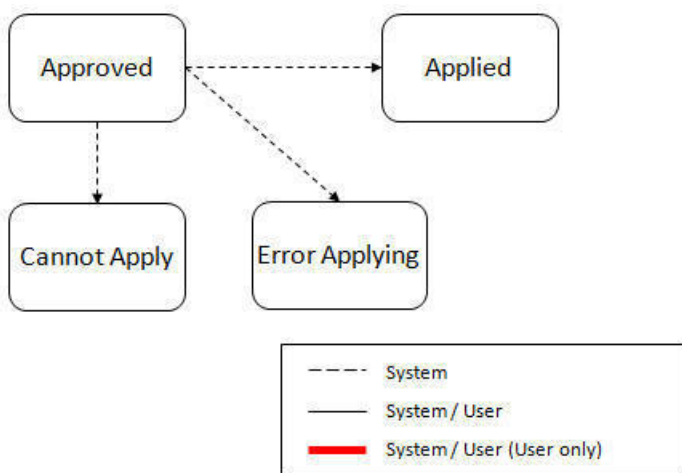 Approved
Applied
Cannot Apply
Error Applying
System
System / User
System / User (User only)